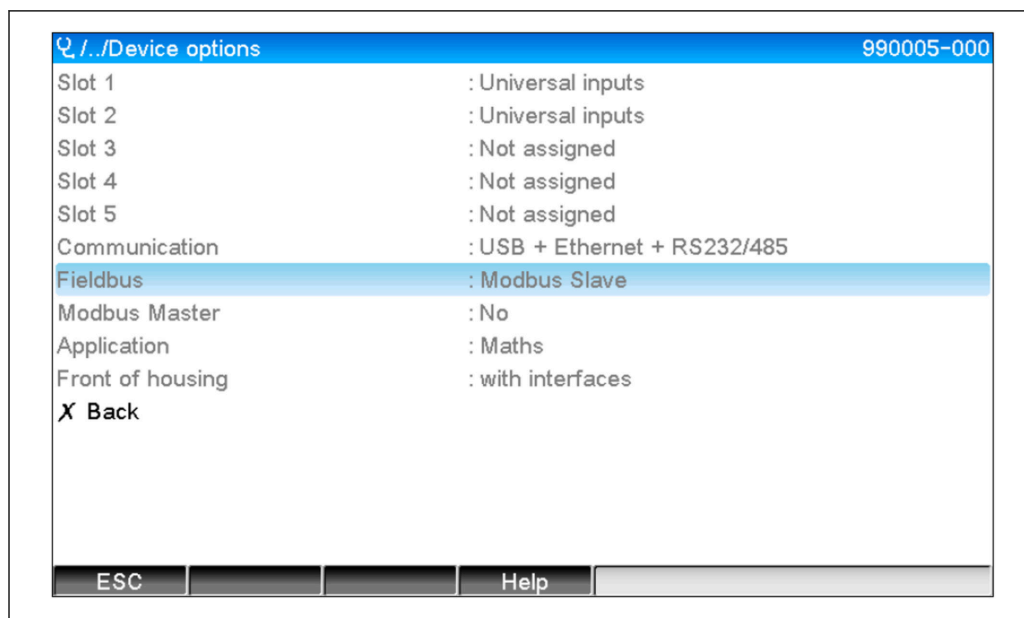 /../Device options 990005-000
Slot 1 : Universal inputs
Slot 2 : Universal inputs
Slot 3 : Not assigned
Slot 4 : Not assigned
Slot 5 : Not assigned
Communication : USB + Ethernet + RS232/485
Fieldbus : Modbus Slave
Modbus Master : No
Application : Maths
Front of housing : with interfaces
X Back
ESC Help